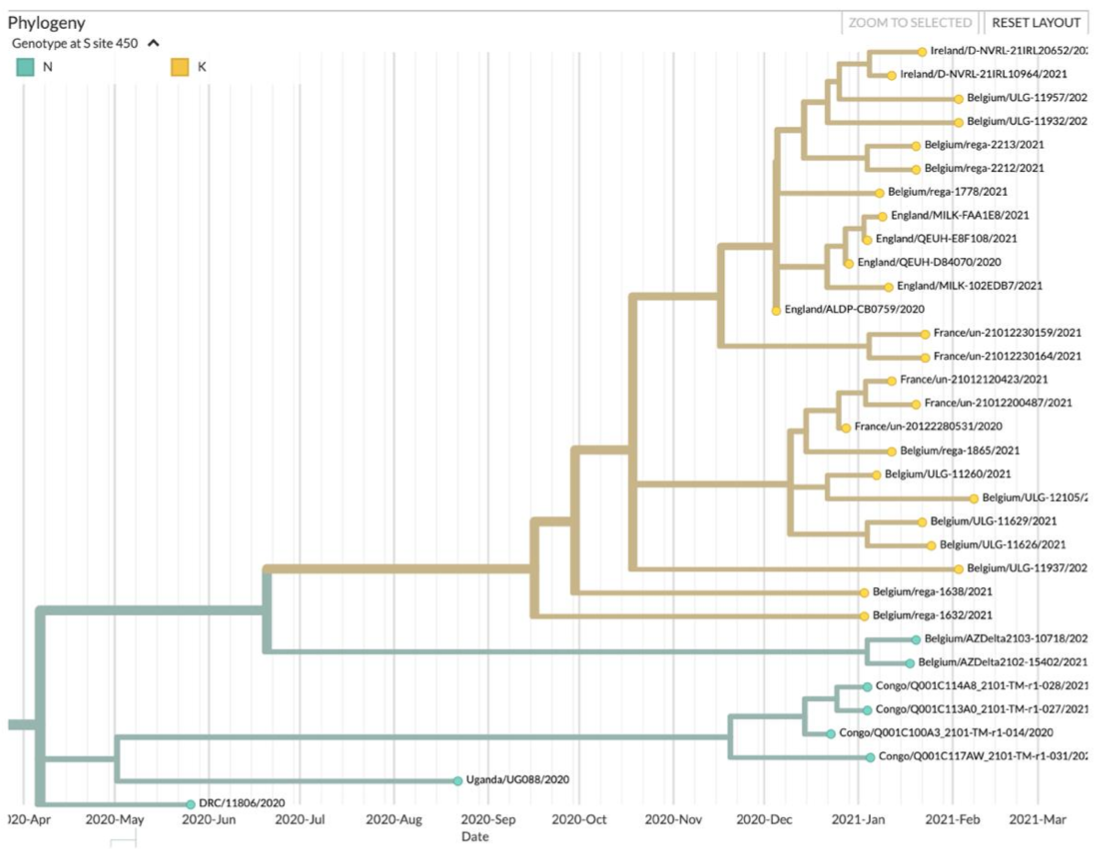 Phylogeny
ZOOM TO SELECTED
RESET LAYOUT
Genotype at S site 450
N
K
Ireland/D-NVRL-21IRL20652/202
Ireland/D-NVRL-21IRL10964/2021
Belgium/ULG-11957/202
Belgium/ULG-11932/202
Belgium/rega-2213/2021
Belgium/rega-2212/2021
Belgium/rega-1778/2021
England/MILK-FAA1E8/2021
England/QEUH-E8F108/2021
England/QEUH-D84070/2020
England/MILK-102EDB7/2021
England/ALDP-CB0759/2020
France/un-21012230159/2021
France/un-21012230164/2021
France/un-21012120423/2021
France/un-21012200487/2021
France/un-20122280531/2020
Belgium/rega-1865/2021
Belgium/ULG-11260/2021
Belgium/ULG-12105/2
Belgium/ULG-11629/2021
Belgium/ULG-11626/2021
Belgium/ULG-11937/202
Belgium/rega-1638/2021
Belgium/rega-1632/2021
Belgium/AZDelta2103-10718/202
Belgium/AZDelta2102-15402/2021
Congo/Q001C114A8_2101-TM-r1-028/2021
Congo/Q001C113A0_2101-TM-r1-027/2021
Congo/Q001C100A3_2101-TM-r1-014/2020
Congo/Q001C117AW_2101-TM-r1-031/202
Uganda/UG088/2020
DRC/11806/2020
20-Apr 2020-May 2020-Jun 2020-Jul 2020-Aug 2020-Sep 2020-Oct 2020-Nov 2020-Dec 2021-Jan 2021-Feb 2021-Mar
Date